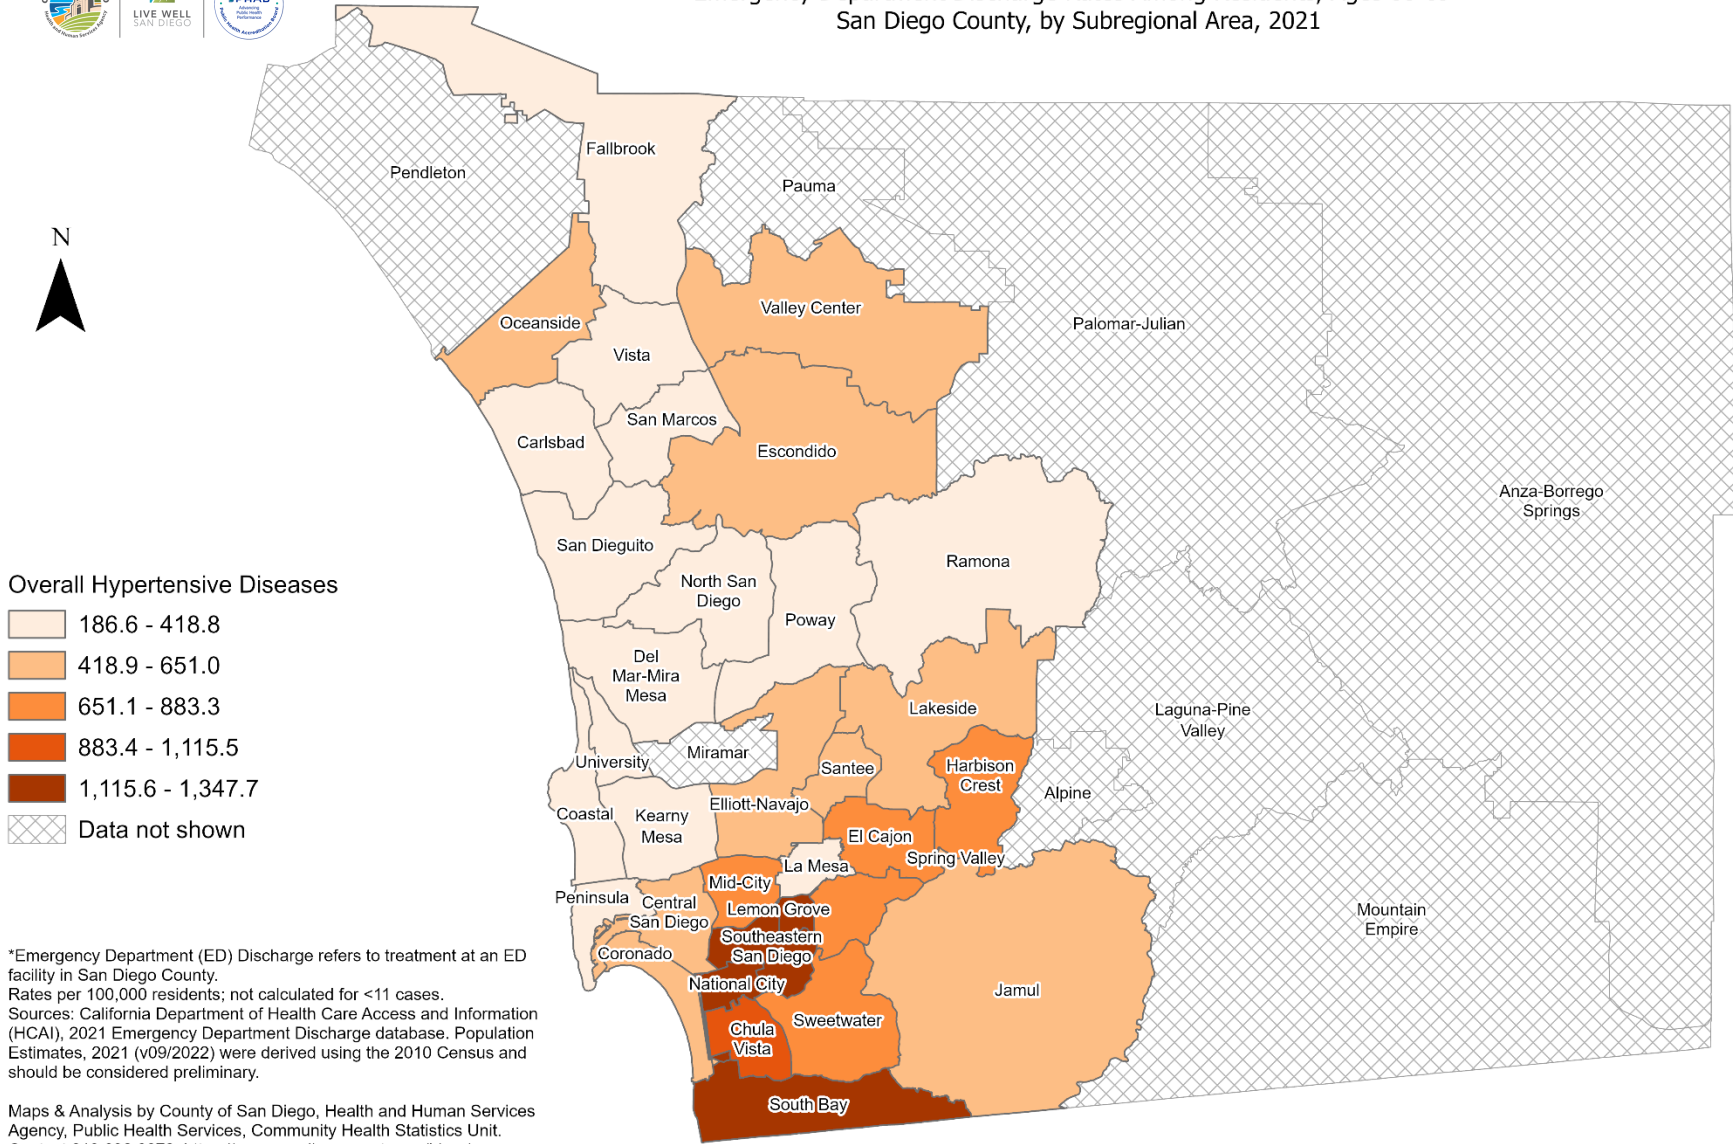 LIVE WELL
SAN DIEGO
San Diego County, by Subregional Area, 2021
N
Fallbrook
Pendleton
Pauma
Valley Center
Oceanside
Palomar-Julian
Vista
San Marcos
Carlsbad
Escondido
Anza-Borrego
Springs
San Dieguito
Ramona
North San
Diego
Poway
Del
Mar-Mira
Mesa
Lakeside
Laguna-Pine
Valley
Miramar
University
Santee
Harbison
Crest
Alpine
Elliott-Navajo
Coastal
Kearny
Mesa
El Cajon
Spring Valley
La Mesa
Mid-City
Peninsula
Central
San Diego
Lemon Grove
Mountain
Empire
Southeastern
San Diego
Coronado
National City
Jamul
Sweetwater
Chula
Vista
South Bay
Overall Hypertensive Diseases
186.6 - 418.8
418.9 - 651.0
651.1 - 883.3
883.4 - 1,115.5
1,115.6 - 1,347.7
Data not shown
*Emergency Department (ED) Discharge refers to treatment at an ED
facility in San Diego County.
Rates per 100,000 residents; not calculated for <11 cases.
Sources: California Department of Health Care Access and Information
(HCAI), 2021 Emergency Department Discharge database. Population
Estimates, 2021 (v09/2022) were derived using the 2010 Census and
should be considered preliminary.
Maps & Analysis by County of San Diego, Health and Human Services
Agency, Public Health Services, Community Health Statistics Unit.